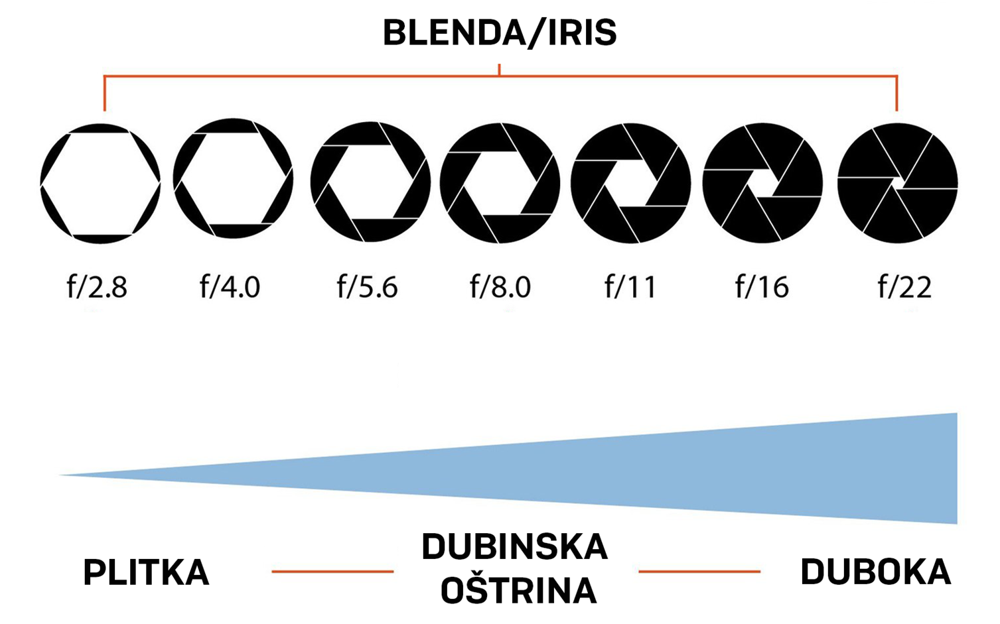 BLENDA/IRIS
f/2.8 f/4.0 f/5.6 f/8.0 f/11 f/16 f/22
DUBINSKA
PLITKA DUBOKA
OŠTRINA